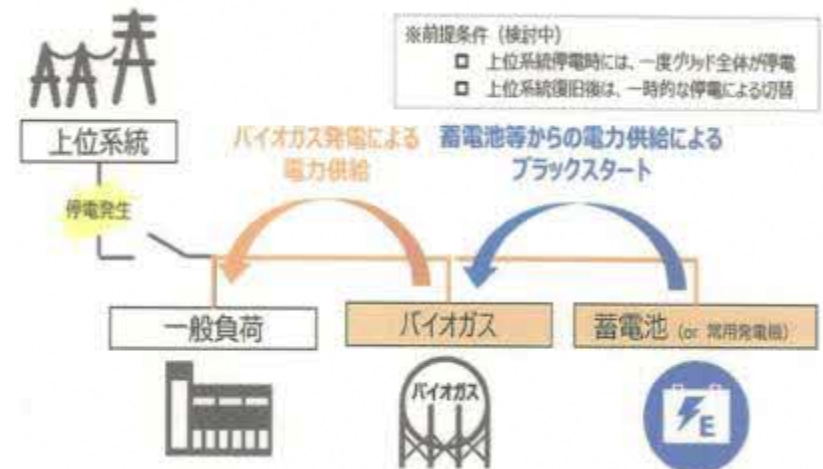 ※前提条件（検討中）
□ 上位系統停電時には、一度グリッド全体が停電
□ 上位系統復旧後は、一時的な停電による切替
上位系統
バイオガス発電による
電力供給
蓄電池等からの電力供給による
ブラックスタート
停電発生
一般負荷
バイオガス
蓄電池 (or 常用発電機)
バイオガス
E